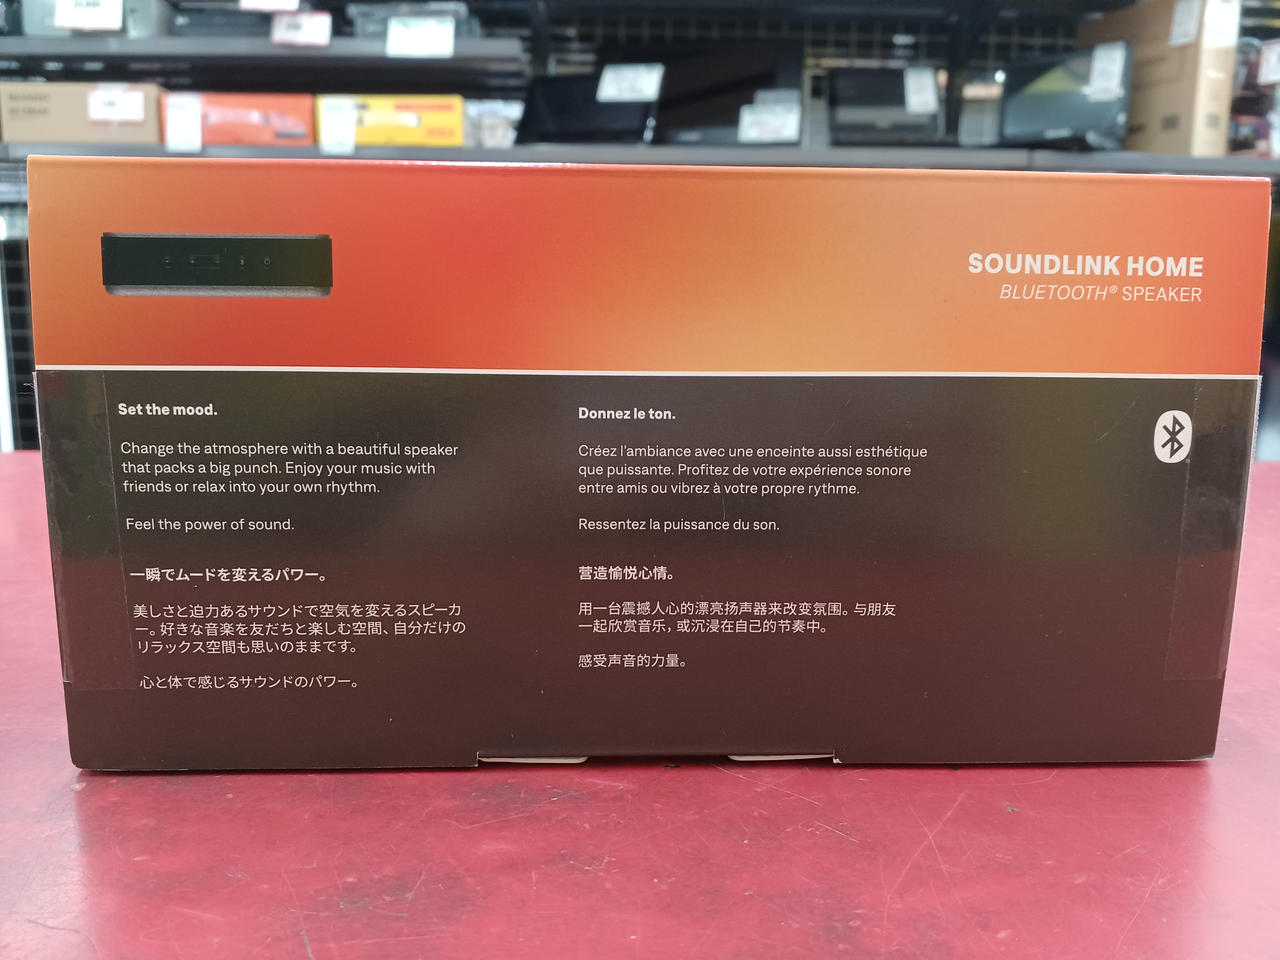 SOUNDLINK HOME
BLUETOOTH® SPEAKER
Set the mood.
Change the atmosphere with a beautiful speaker
that packs a big punch. Enjoy your music with
friends or relax into your own rhythm.
Feel the power of sound.
一瞬でムードを変えるパワー。
美しさと迫力あるサウンドで空気を変えるスピーカ
ー。好きな音楽を友だちと楽しむ空間、自分だけの
リラックス空間も思いのままです。
心と体で感じるサウンドのパワー。
Donnez le ton.
Créez l'ambiance avec une enceinte aussi esthétique
que puissante. Profitez de votre expérience sonore
entre amis ou vibrez à votre propre rythme.
Ressentez la puissance du son.
营造愉悦心情。
用一台震撼人心的漂亮扬声器来改变氛围。与朋友
一起欣赏音乐，或沉浸在自己的节奏中。
感受声音的力量。